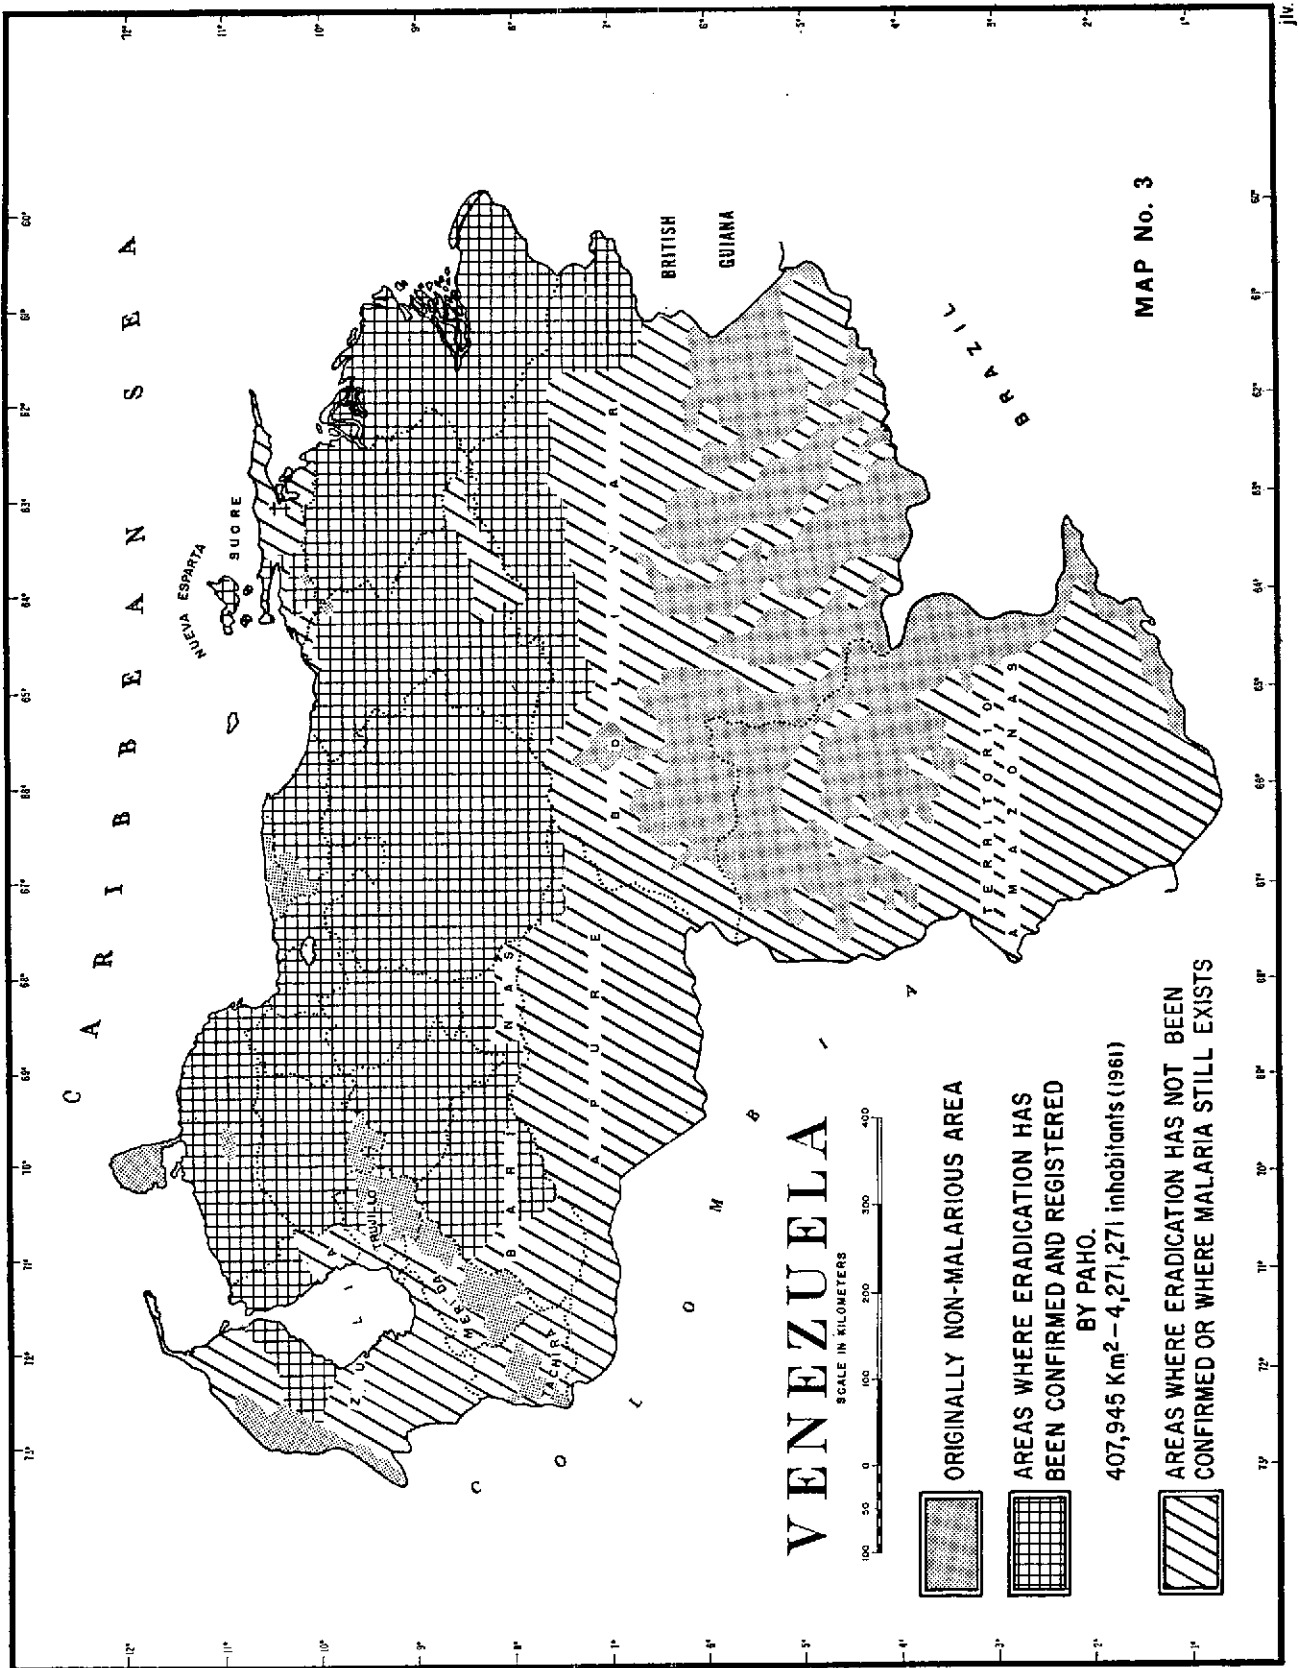 CARIBBEAN SEA
NUEVA ESPARTA
SUCRE
ZULIA
TRUJILLO
MERIDA
TACHIRA
BARINAS
APURE
BOLIVAR
TERRITORIO
AMAZONAS
BRITISH
GUIANA
BRAZIL
COLOMBIA
VENEZUELA
SCALE IN KILOMETERS
100 50 0 100 200 300 400
ORIGINALLY NON-MALARIOUS AREA
AREAS WHERE ERADICATION HAS
BEEN CONFIRMED AND REGISTERED
BY PAHO.
407,945 Km² – 4,271,271 inhabitants (1961)
AREAS WHERE ERADICATION HAS NOT BEEN
CONFIRMED OR WHERE MALARIA STILL EXISTS
MAP No. 3
jlv.